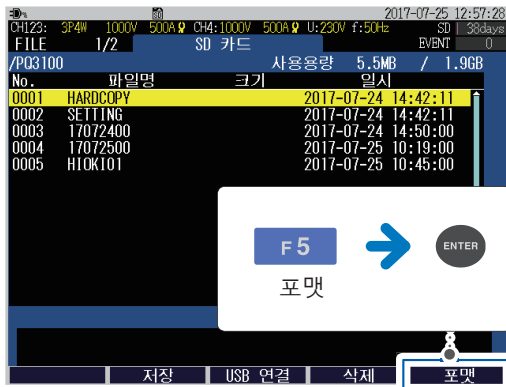 2017-07-25 12:57:28
CH123: 3P4W 1000V 500A CH4:1000V 500A U:230V f:50Hz SD 38days
FILE 1/2 SD 카드 EVENT 0
/PQ3100 사용용량 5.5MB / 1.9GB
No. 파일명 크기 일시
0001 HARDCOPY 2017-07-24 14:42:11
0002 SETTING 2017-07-24 14:42:11
0003 17072400 2017-07-24 14:50:00
0004 17072500 2017-07-25 10:19:00
0005 HIOKI01 2017-07-25 10:45:00
F5 ENTER
포맷
저장 USB 연결 삭제 포맷